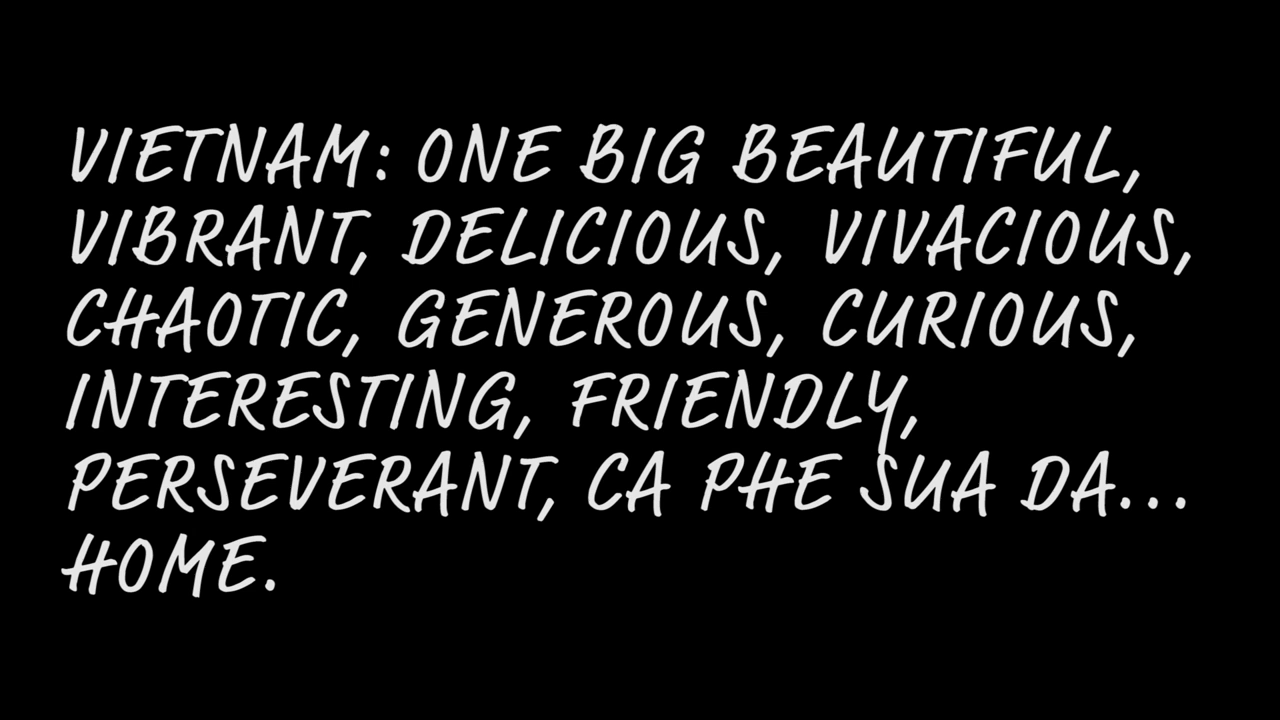 VIETNAM: ONE BIG BEAUTIFUL,
VIBRANT, DELICIOUS, VIVACIOUS,
CHAOTIC, GENEROUS, CURIOUS,
INTERESTING, FRIENDLY,
PERSEVERANT, CA PHE SUA DA...
HOME.